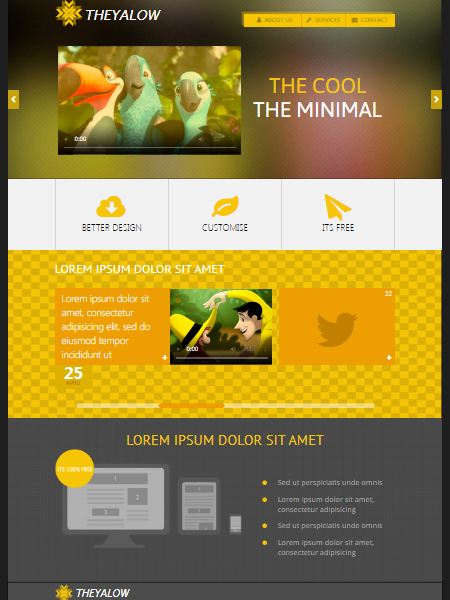 THEYALOW
ABOUT US
SERVICES
CONTACT
THE COOL
THE MINIMAL
0:00
BETTER DESIGN
CUSTOMISE
ITS FREE
LOREM IPSUM DOLOR SIT AMET
Lorem ipsum dolor sit
amet, consectetur
adipisicing elit, sed do
eiusmod tempor
incididunt ut
+
0:00
22
+
25
APRIL
LOREM IPSUM DOLOR SIT AMET
ITS 100% FREE
1
2
3
1
3
Sed ut perspiciatis unde omnis
Lorem ipsum dolor sit amet,
consectetur adipisicing
Sed ut perspiciatis unde omnis
Lorem ipsum dolor sit amet,
consectetur adipisicing
THEYALOW